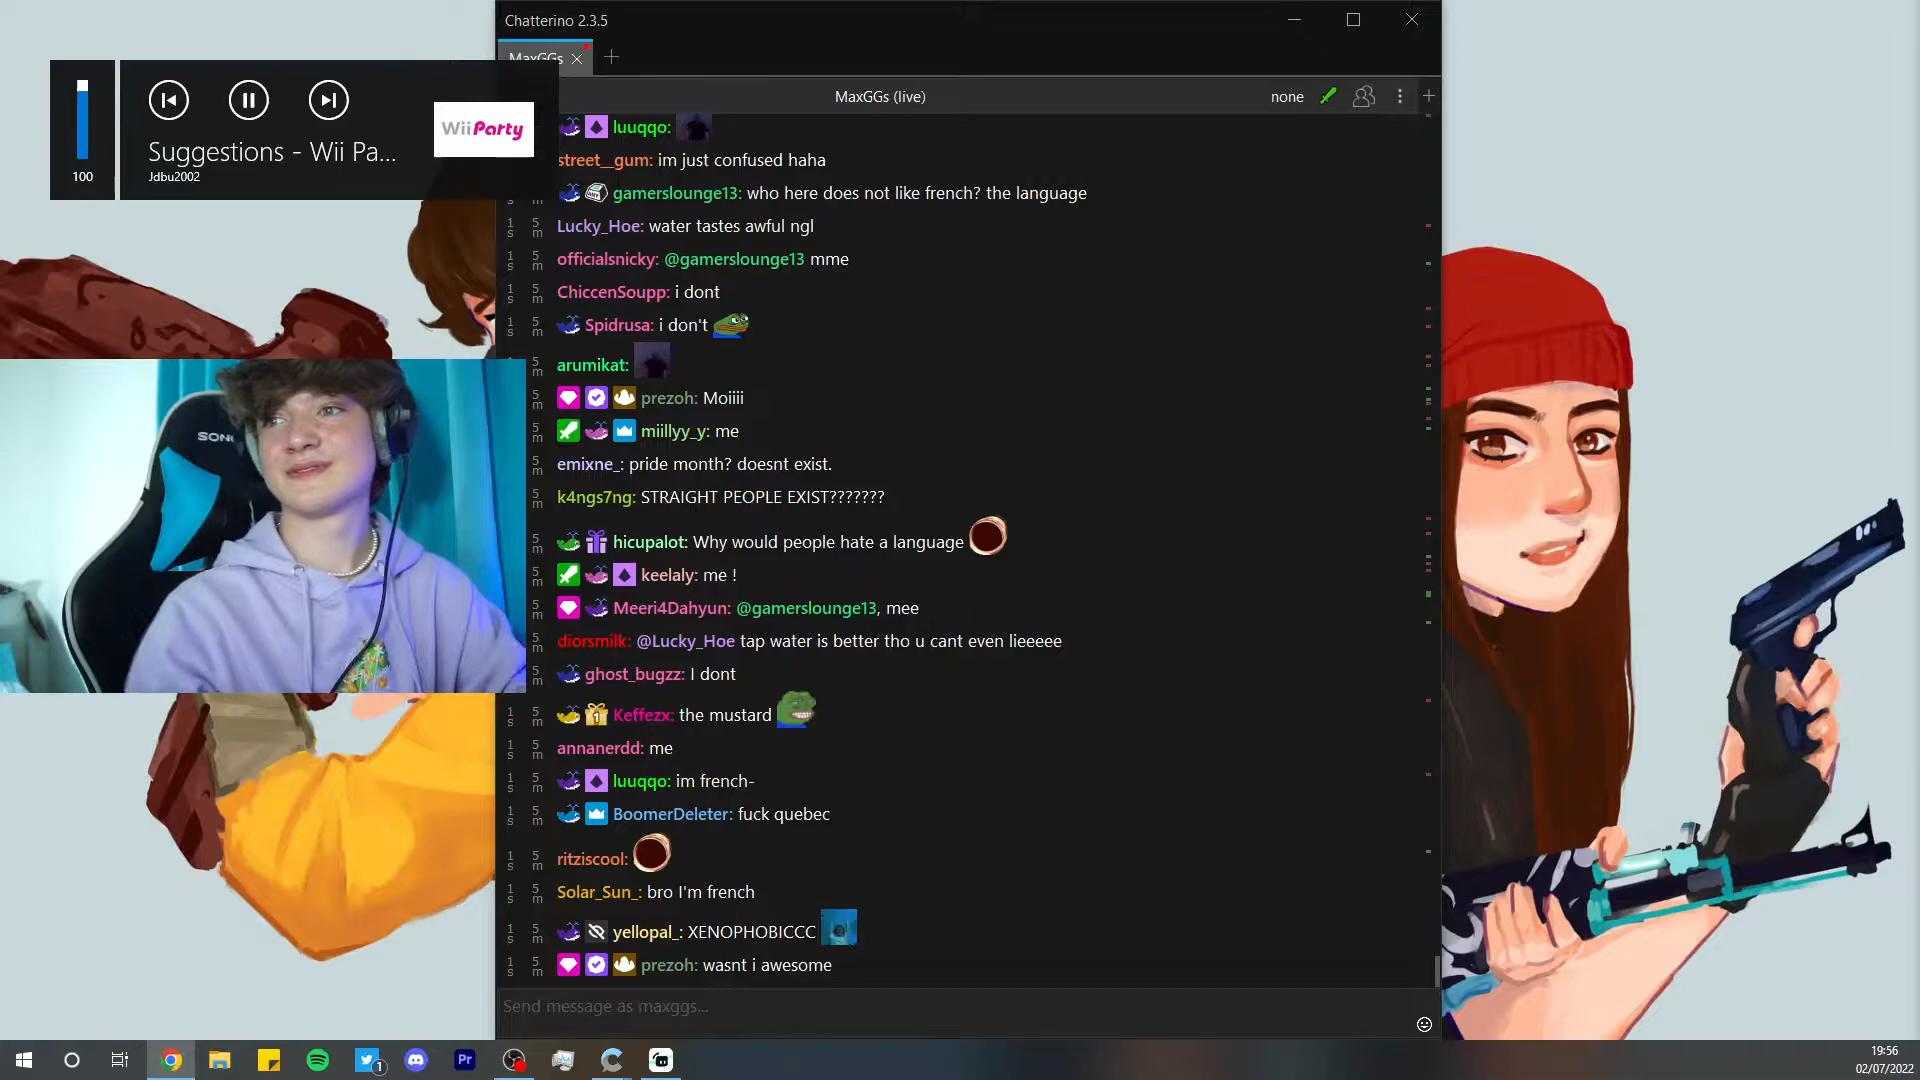 Chatterino 2.3.5
MaxGGs
MaxGGs (live)
none
100
Suggestions - Wii Pa...
Jdbu2002
WiiParty
luuqqo:
street__gum: im just confused haha
gamerslounge13: who here does not like french? the language
Lucky_Hoe: water tastes awful ngl
officialsnicky: @gamerslounge13 mme
ChiccenSoupp: i dont
Spidrusa: i don't
arumikat:
prezoh: Moiiii
miillyy_y: me
emixne_: pride month? doesnt exist.
k4ngs7ng: STRAIGHT PEOPLE EXIST???????
hicupalot: Why would people hate a language
keelaly: me !
Meeri4Dahyun: @gamerslounge13, mee
diorsmilk: @Lucky_Hoe tap water is better tho u cant even lieeeee
ghost_bugzz: I dont
Keffezx: the mustard
annanerdd: me
luuqqo: im french-
BoomerDeleter: fuck quebec
ritziscool:
Solar_Sun_: bro I'm french
yellopal_: XENOPHOBICCC
prezoh: wasnt i awesome
Send message as maxggs...
19:56
02/07/2022